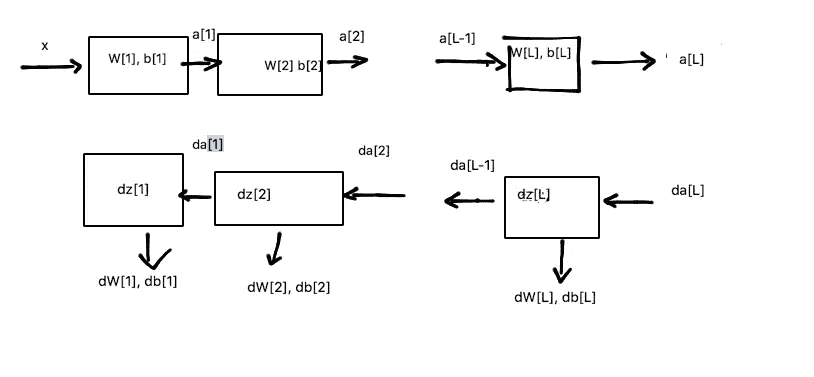 x
W[1], b[1]
a[1]
W[2] b[2]
a[2]
a[L-1]
W[L], b[L]
a[L]
dz[1]
da[1]
dz[2]
da[2]
da[L-1]
dz[L]
da[L]
dW[1], db[1]
dW[2], db[2]
dW[L], db[L]